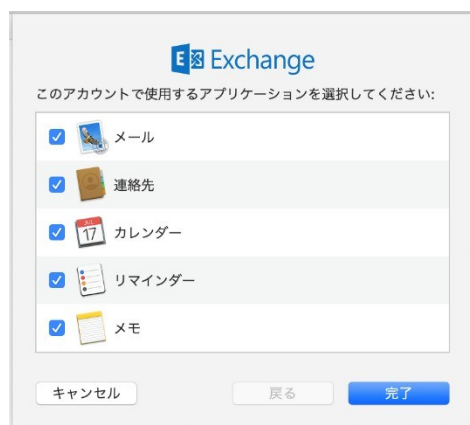 E Exchange
このアカウントで使用するアプリケーションを選択してください:
メール
連絡先
JUL
17
カレンダー
リマインダー
メモ
キャンセル
戻る
完了